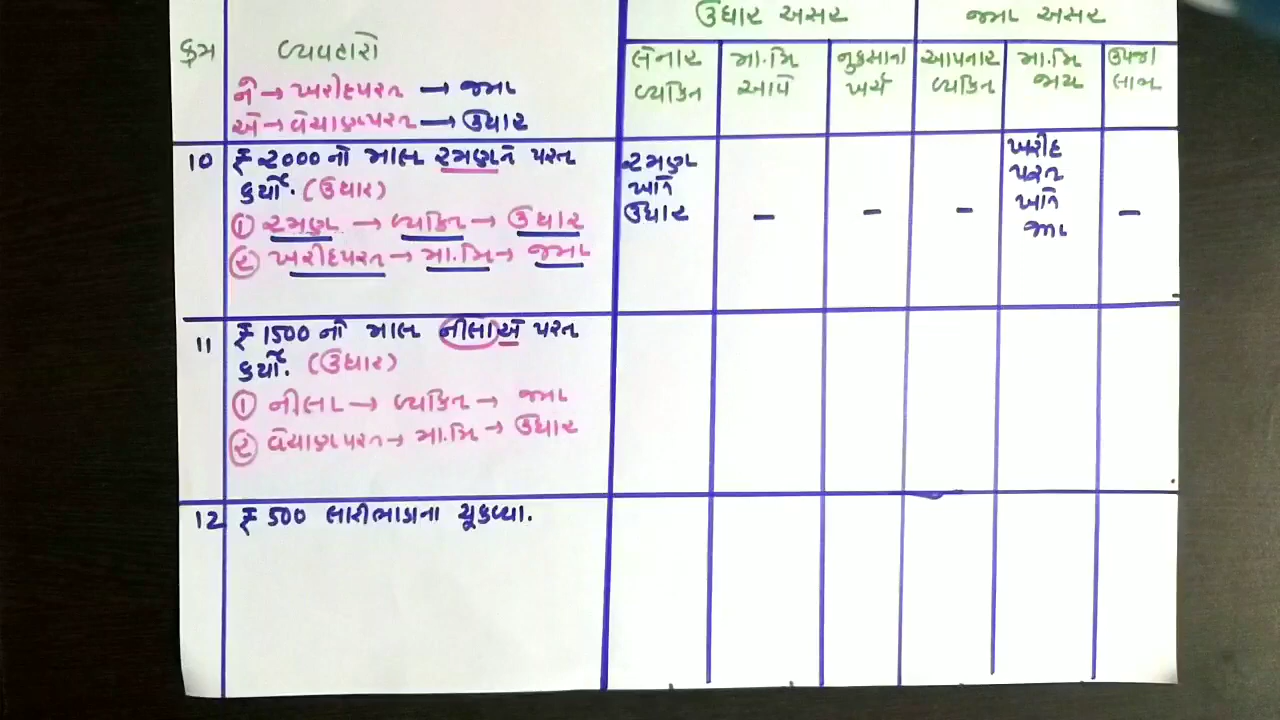 ઉધાર અસર
જમા અસર
ક્રમ
વ્યવહારો
ને → ખરીદપરત → જમા
એ → વેચાણપરત → ઉધાર
લેનાર વ્યકિત
મા.મિ આવે
નુકસાન ખર્ચ
આપનાર વ્યકિત
મા.મિ જાય
ઉપજ લાભ
10
₹ 2000 નો માલ રમણને પરત
કર્યો. (ઉધાર)
① રમણ → વ્યકિત → ઉધાર
② ખરીદપરત → મા.મિ → જમા
રમણ
ખાતે
ઉધાર
–
–
–
ખરીદ
પરત
ખાતે
જમા
–
11
₹ 1500 નો માલ નીલાએ પરત
કર્યો. (ઉધાર)
① નીલા → વ્યકિત → જમા
② વેચાણપરત → મા.મિ → ઉધાર
12
₹ 500 લારીભાડાના ચૂકવ્યા.